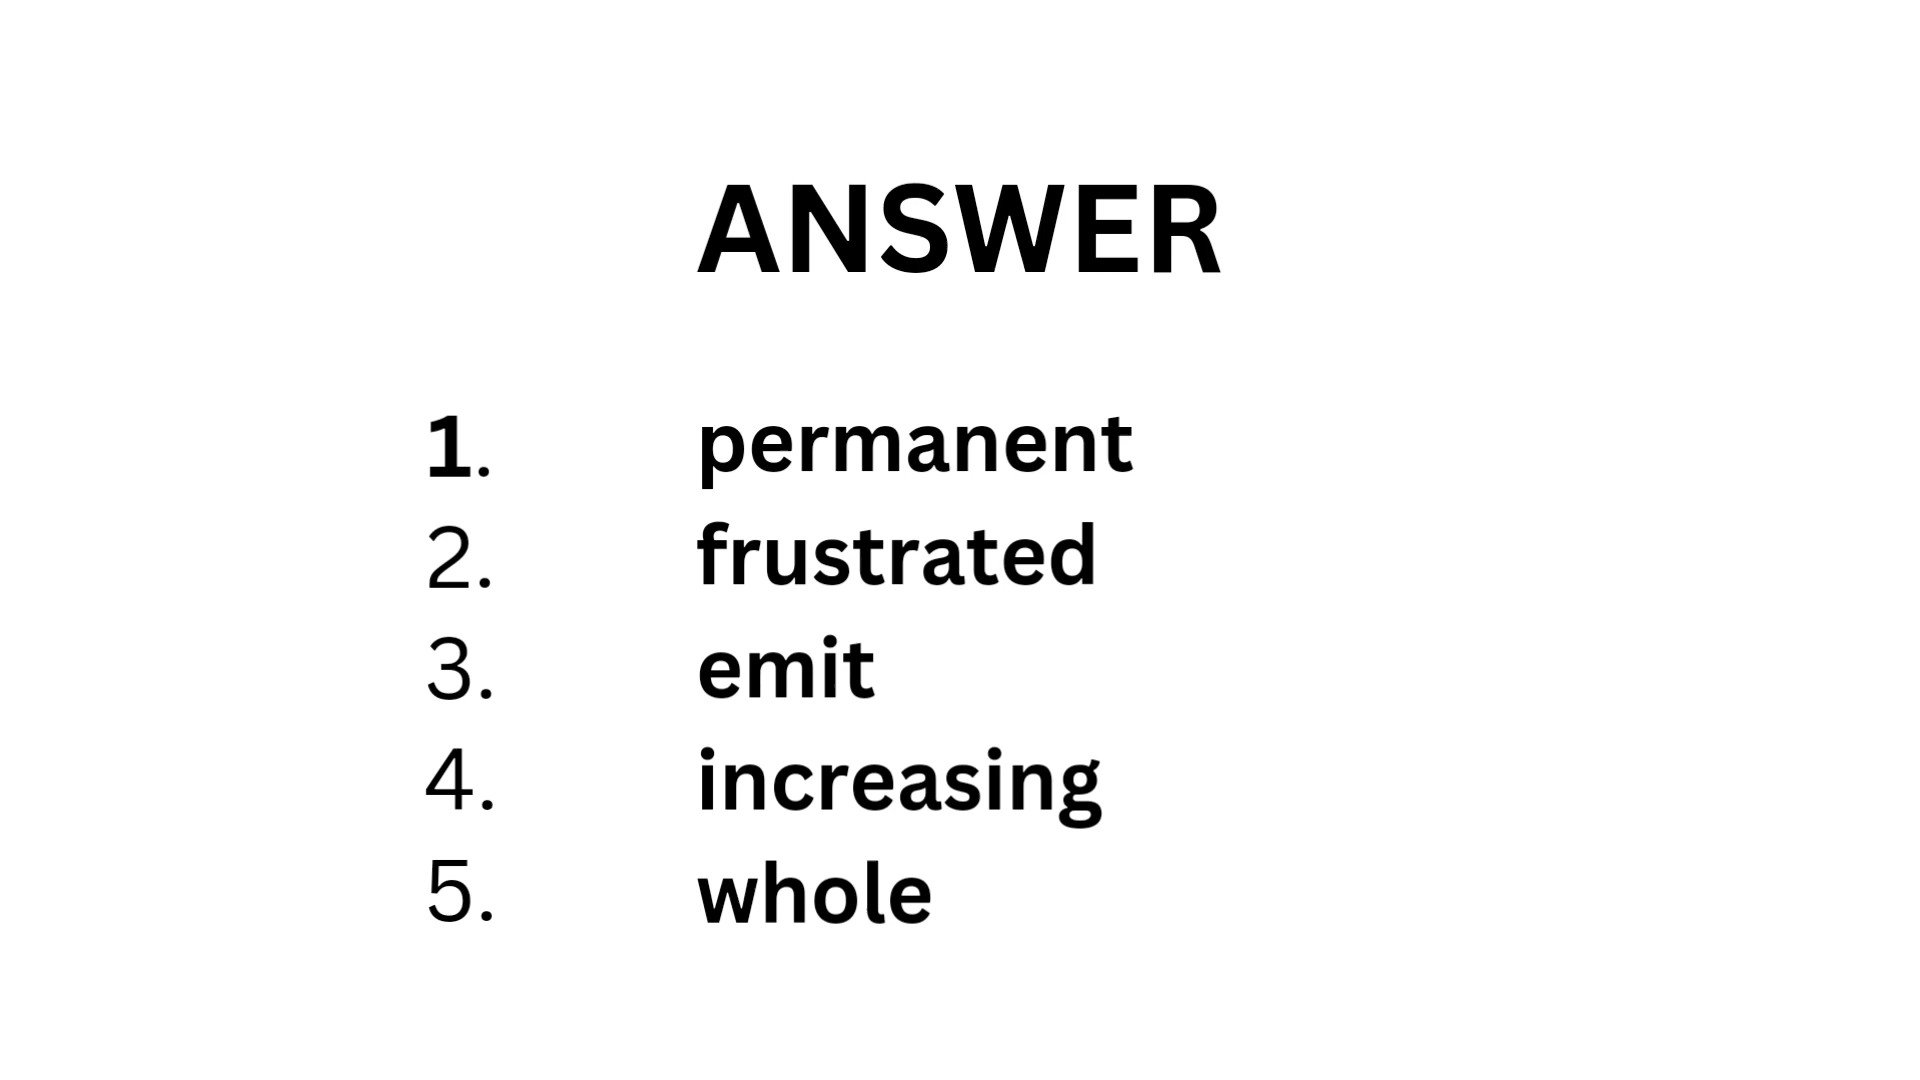 ANSWER
1. permanent
2. frustrated
3. emit
4. increasing
5. whole